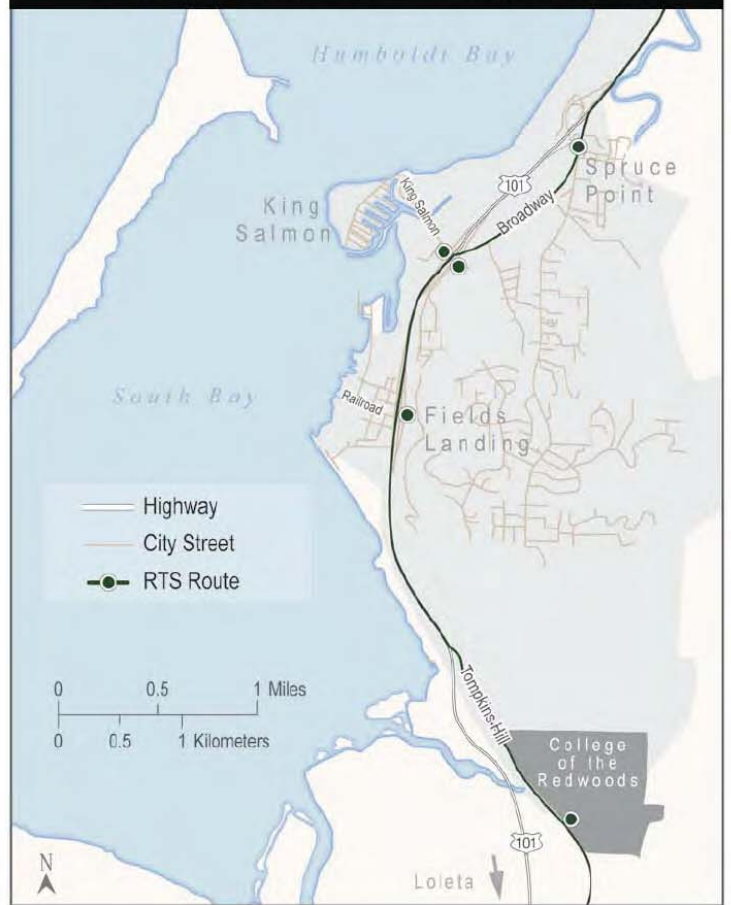 Humboldt Bay
101
Spruce
Point
Broadway
King Salmon
King
Salmon
South Bay
Railroad
Fields
Landing
Highway
City Street
RTS Route
0 0.5 1 Miles
0 0.5 1 Kilometers
Tompkins Hill
College
of the
Redwoods
101
N
Loleta